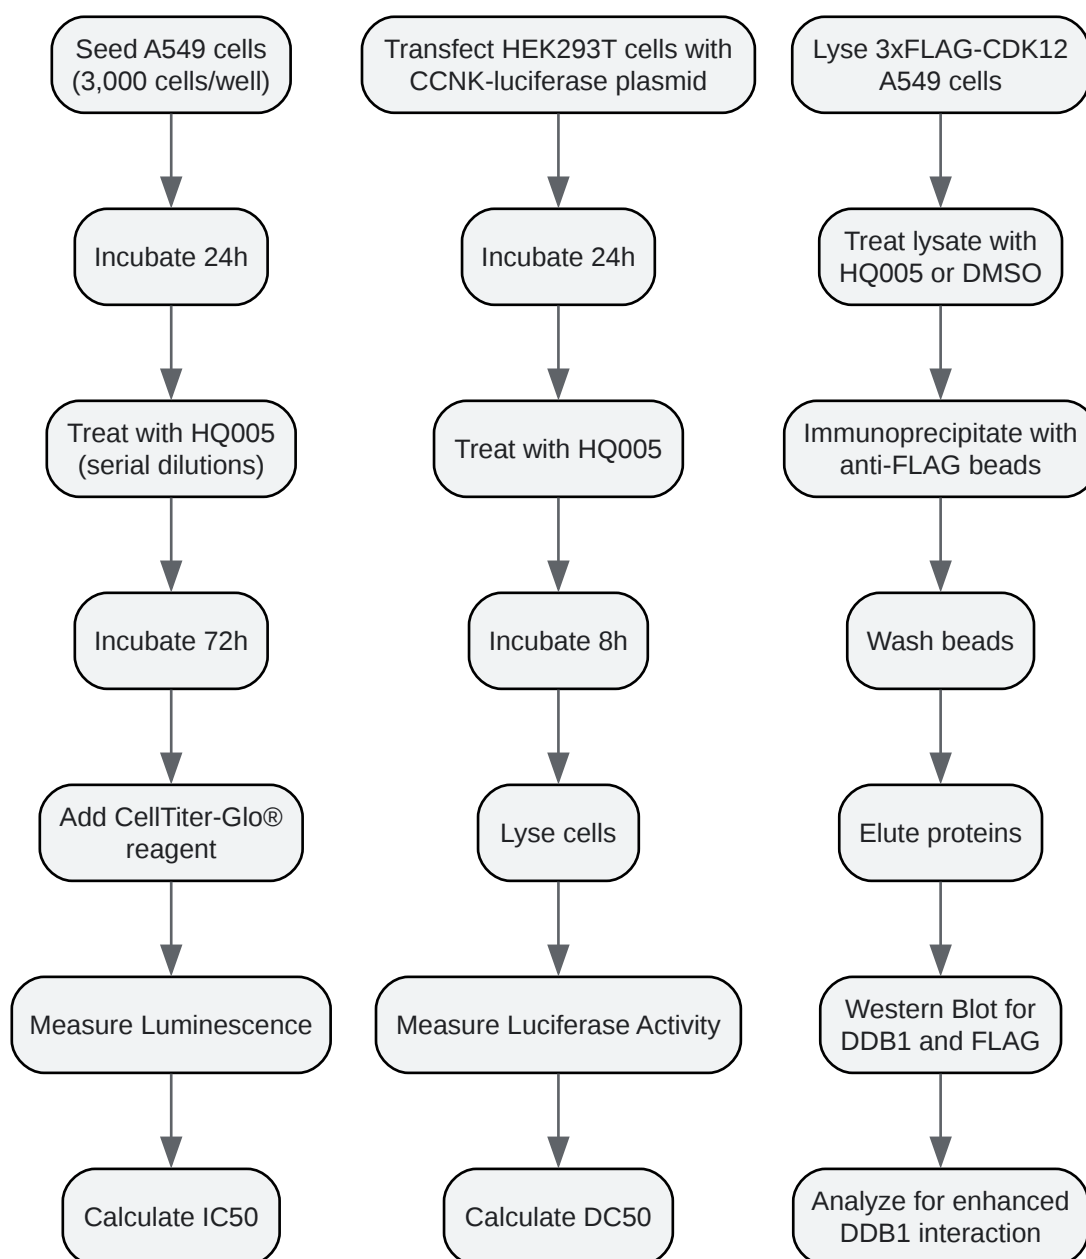 Seed A549 cells
(3,000 cells/well)
Incubate 24h
Treat with HQ005
(serial dilutions)
Incubate 72h
Add CellTiter-Glo®
reagent
Measure Luminescence
Calculate IC50
Transfect HEK293T cells with
CCNK-luciferase plasmid
Incubate 24h
Treat with HQ005
Incubate 8h
Lyse cells
Measure Luciferase Activity
Calculate DC50
Lyse 3xFLAG-CDK12
A549 cells
Treat lysate with
HQ005 or DMSO
Immunoprecipitate with
anti-FLAG beads
Wash beads
Elute proteins
Western Blot for
DDB1 and FLAG
Analyze for enhanced
DDB1 interaction